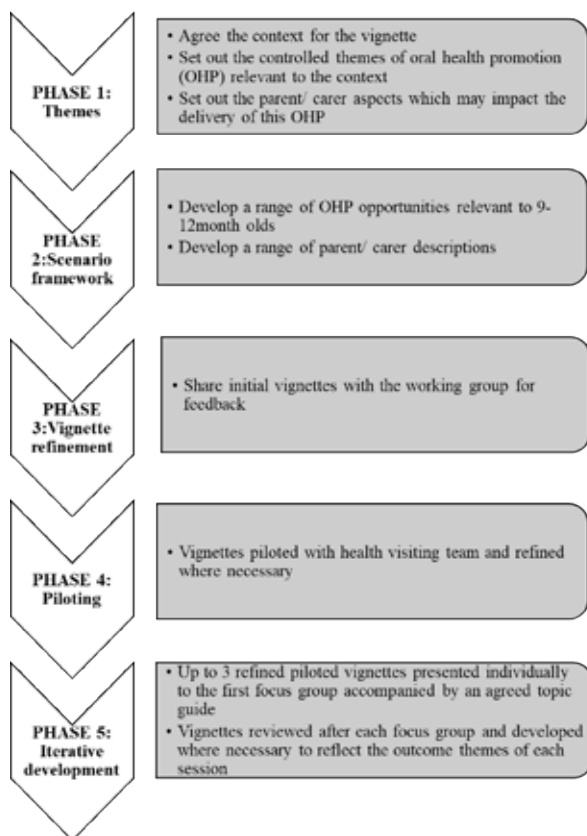 PHASE 1:
Themes
• Agree the context for the vignette
• Set out the controlled themes of oral health promotion
(OHP) relevant to the context
• Set out the parent/ carer aspects which may impact the
delivery of this OHP
PHASE
2:Scenario
framework
• Develop a range of OHP opportunities relevant to 9-
12month olds
• Develop a range of parent/ carer descriptions
PHASE
3:Vignette
refinement
• Share initial vignettes with the working group for
feedback
PHASE 4:
Piloting
• Vignettes piloted with health visiting team and refined
where necessary
PHASE 5:
Iterative
development
• Up to 3 refined piloted vignettes presented individually
to the first focus group accompanied by an agreed topic
guide
• Vignettes reviewed after each focus group and developed
where necessary to reflect the outcome themes of each
session